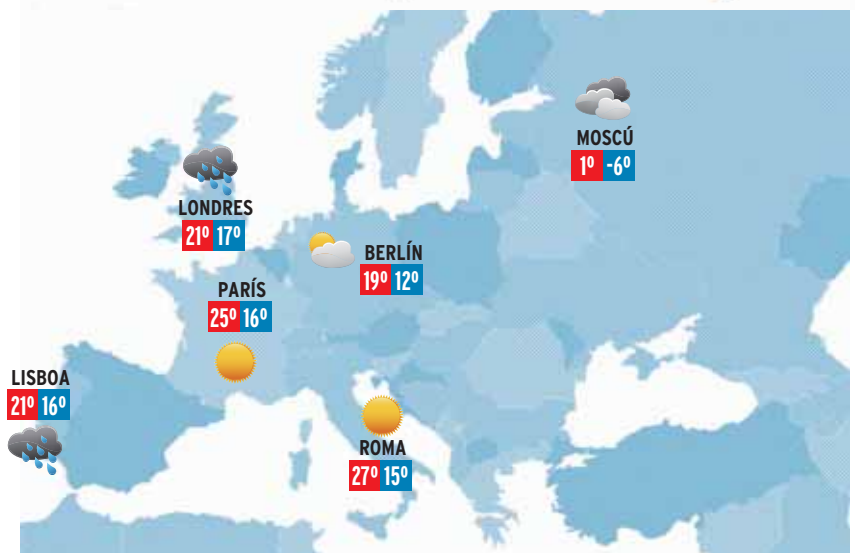 MOSCÚ
1º -6º
LONDRES
21º 17º
BERLÍN
19º 12º
PARÍS
25º 16º
LISBOA
21º 16º
ROMA
27º 15º